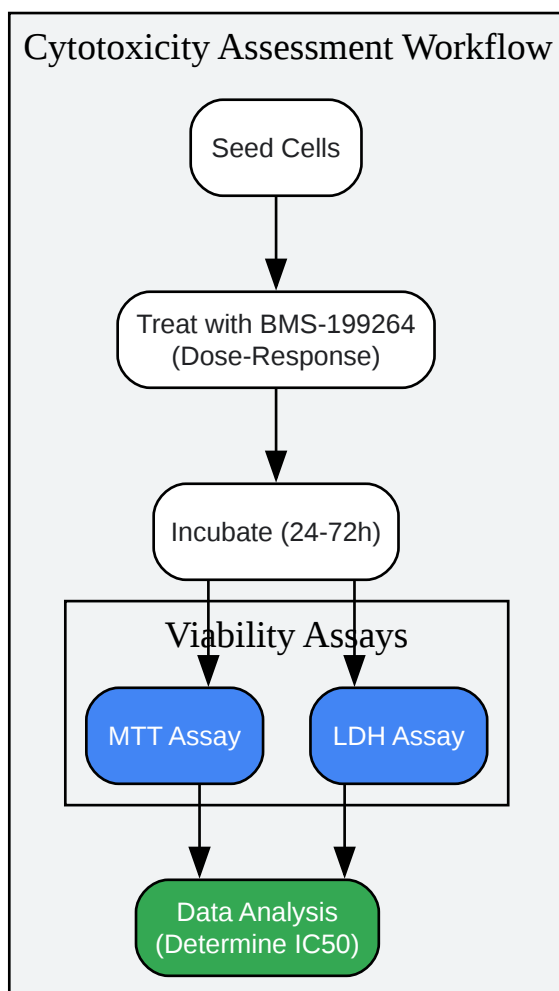 Cytotoxicity Assessment Workflow
Seed Cells
Treat with BMS-199264
(Dose-Response)
Incubate (24-72h)
Viability Assays
MTT Assay
LDH Assay
Data Analysis
(Determine IC50)